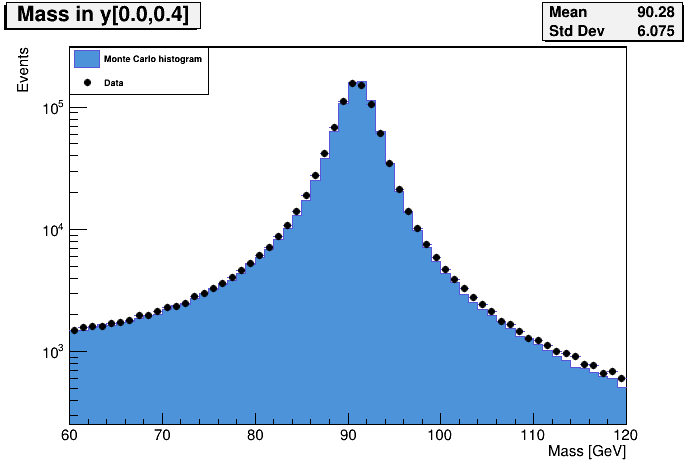 Mass in y[0.0,0.4]
Mean 90.28
Std Dev 6.075
Events
Monte Carlo histogram
Data
10^5
10^4
10^3
60 70 80 90 100 110 120
Mass [GeV]